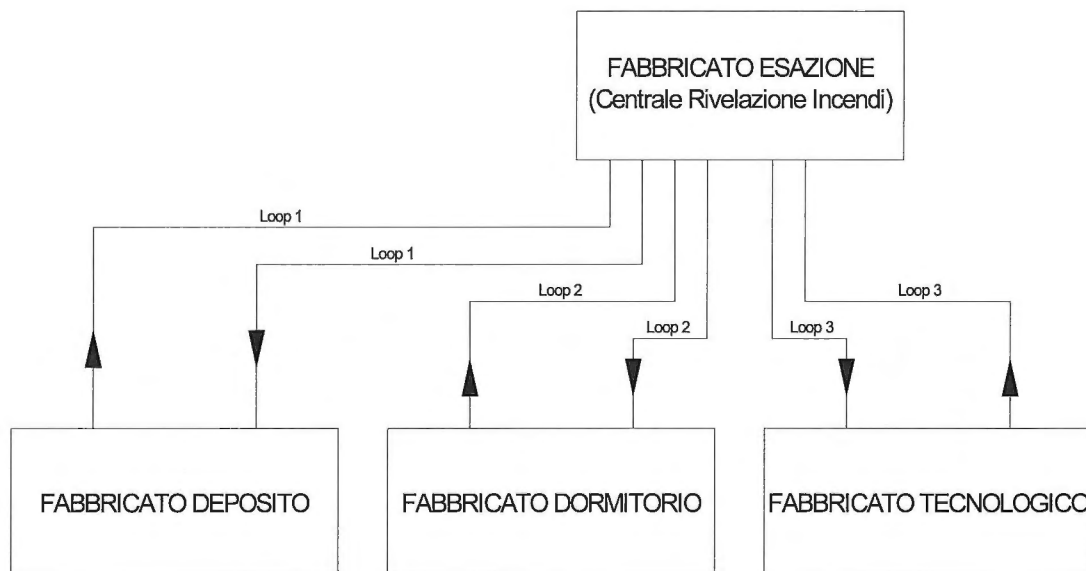 FABBRICATO ESAZIONE
(Centrale Rivelazione Incendi)
Loop 1
Loop 1
Loop 2
Loop 3
Loop 2
Loop 3
FABBRICATO DEPOSITO
FABBRICATO DORMITORIO
FABBRICATO TECNOLOGICO